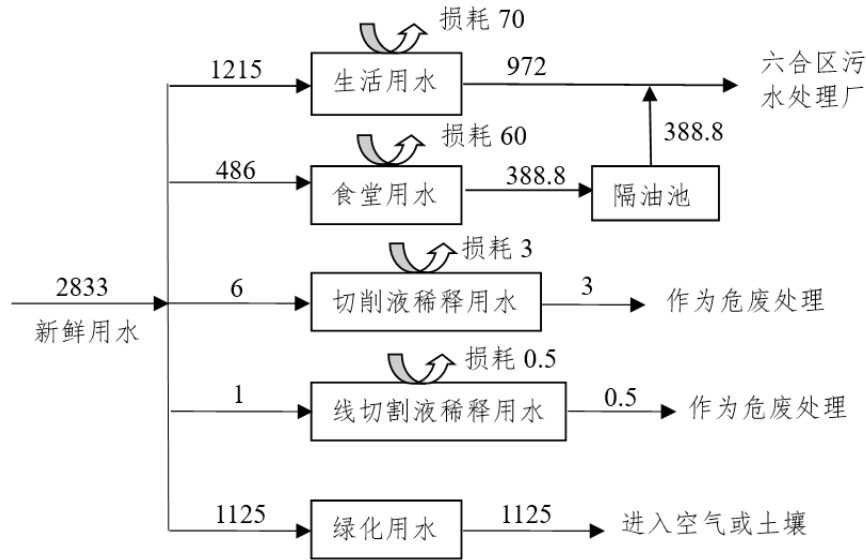 损耗 70
1215
生活用水
972
六合区污
水处理厂
损耗 60
388.8
486
食堂用水
388.8
隔油池
损耗 3
2833
新鲜用水
6
切削液稀释用水
3
作为危废处理
损耗 0.5
1
线切割液稀释用水
0.5
作为危废处理
1125
绿化用水
1125
进入空气或土壤